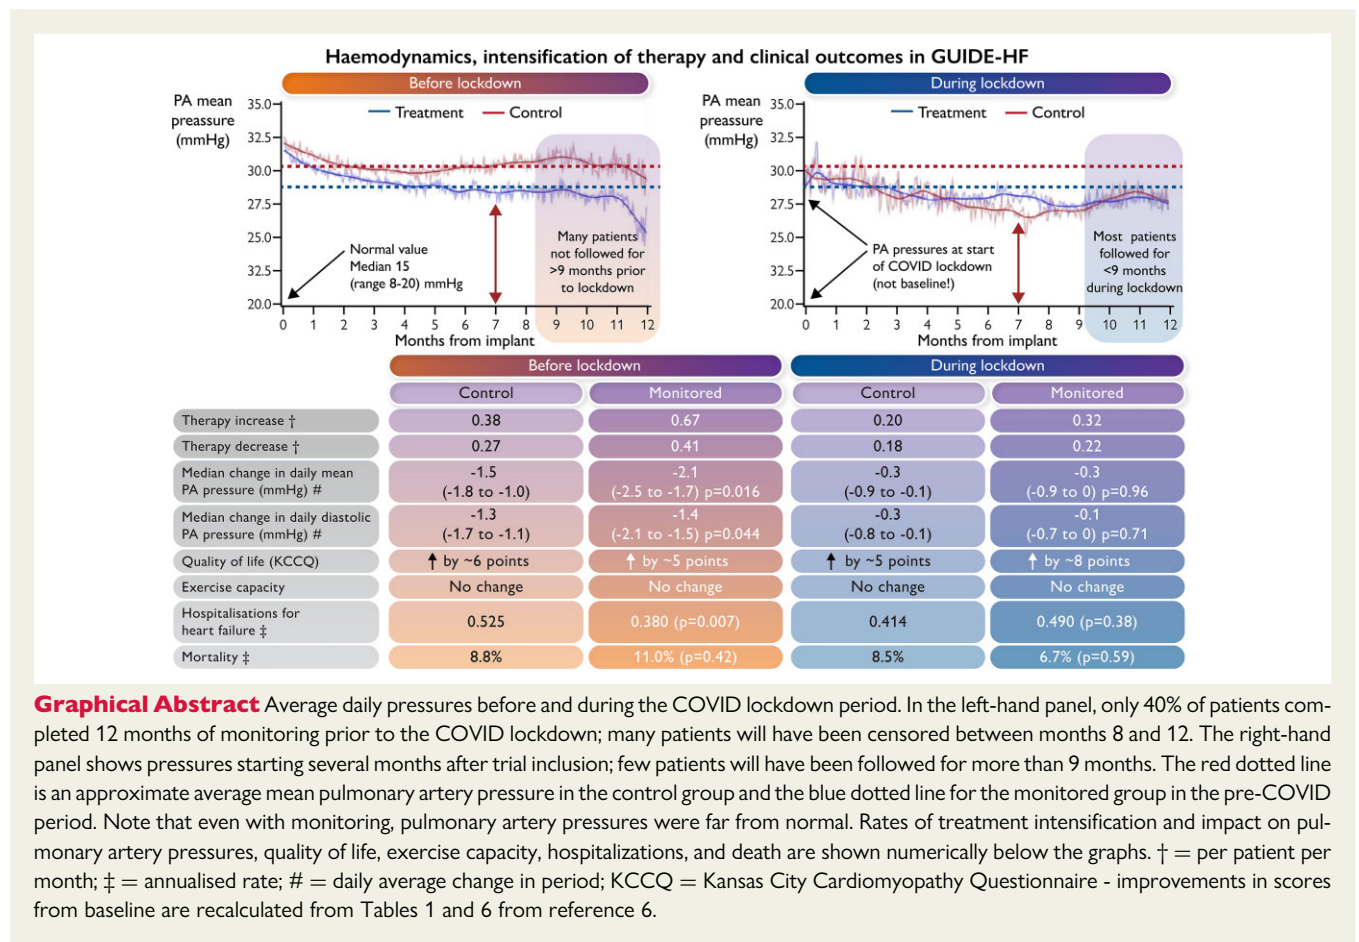 Haemodynamics, intensification of therapy and clinical outcomes in GUIDE-HF
Before lockdown
PA mean
preassure
(mmHg)
Treatment
Control
35.0
32.5
30.0
27.5
25.0
32.5
20.0
Normal value
Median 15
(range 8-20) mmHg
Many patients
not followed for
>9 months prior
to lockdown
0 1 2 3 4 5 6 7 8 9 10 11 12
Months from implant
During lockdown
PA mean
preassure
(mmHg)
Treatment
Control
35.0
32.5
30.0
27.5
25.0
32.5
20.0
PA pressures at start
of COVID lockdown
(not baseline!)
Most patients
followed for
<9 months
during lockdown
0 1 2 3 4 5 6 7 8 9 10 11 12
Months from implant
Before lockdown During lockdown
Control Monitored Control Monitored
Therapy increase † 0.38 0.67 0.20 0.32
Therapy decrease † 0.27 0.41 0.18 0.22
Median change in daily mean -1.5 -2.1 -0.3 -0.3
PA pressure (mmHg) # (-1.8 to -1.0) (-2.5 to -1.7) p=0.016 (-0.9 to -0.1) (-0.9 to 0) p=0.96
Median change in daily diastolic -1.3 -1.4 -0.3 -0.1
PA pressure (mmHg) # (-1.7 to -1.1) (-2.1 to -1.5) p=0.044 (-0.8 to -0.1) (-0.7 to 0) p=0.71
Quality of life (KCCQ) ↑ by ~6 points ↑ by ~5 points ↑ by ~5 points ↑ by ~8 points
Exercise capacity No change No change No change No change
Hospitalisations for
heart failure ‡ 0.525 0.380 (p=0.007) 0.414 0.490 (p=0.38)
Mortality ‡ 8.8% 11.0% (p=0.42) 8.5% 6.7% (p=0.59)
Graphical Abstract Average daily pressures before and during the COVID lockdown period. In the left-hand panel, only 40% of patients com-
pleted 12 months of monitoring prior to the COVID lockdown; many patients will have been censored between months 8 and 12. The right-hand
panel shows pressures starting several months after trial inclusion; few patients will have been followed for more than 9 months. The red dotted line
is an approximate average mean pulmonary artery pressure in the control group and the blue dotted line for the monitored group in the pre-COVID
period. Note that even with monitoring, pulmonary artery pressures were far from normal. Rates of treatment intensification and impact on pul-
monary artery pressures, quality of life, exercise capacity, hospitalizations, and death are shown numerically below the graphs. † = per patient per
month; ‡ = annualised rate; # = daily average change in period; KCCQ = Kansas City Cardiomyopathy Questionnaire - improvements in scores
from baseline are recalculated from Tables 1 and 6 from reference 6.